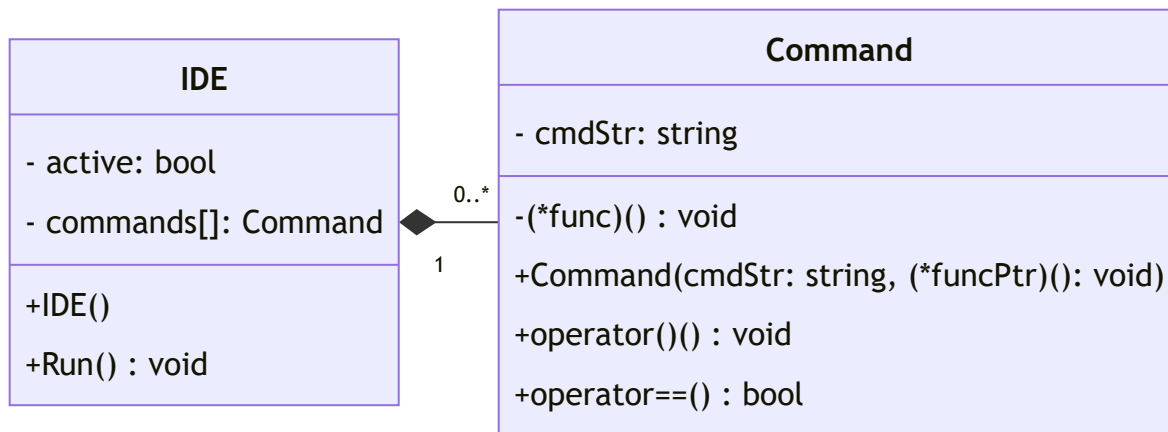 IDE
- active: bool
- commands[]: Command
+IDE()
+Run() : void
0..*
1
Command
- cmdStr: string
-(*func)() : void
+Command(cmdStr: string, (*funcPtr)(): void)
+operator()() : void
+operator==() : bool